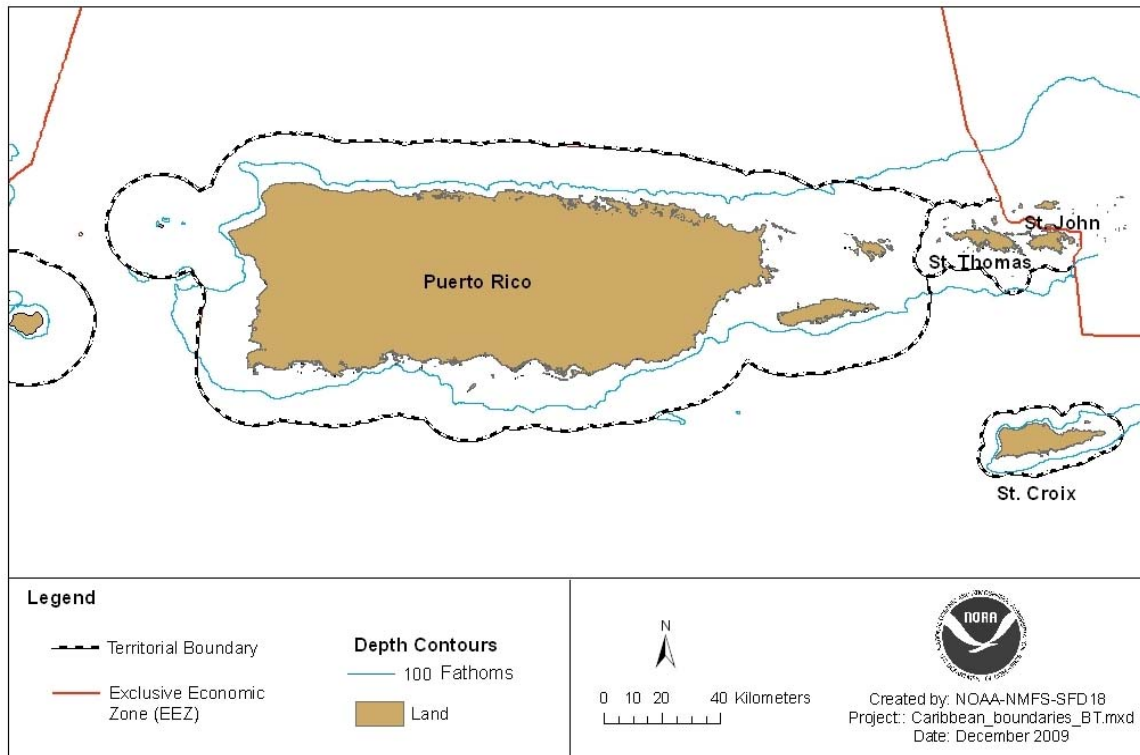 St. John
St. Thomas
Puerto Rico
St. Croix
Legend
Territorial Boundary
Exclusive Economic
Zone (EEZ)
Depth Contours
100 Fathoms
Land
N
0 10 20 40 Kilometers
NOAA
Created by: NOAA-NMFS-SFD18
Project:: Caribbean_boundaries_BT.mxd
Date: December 2009